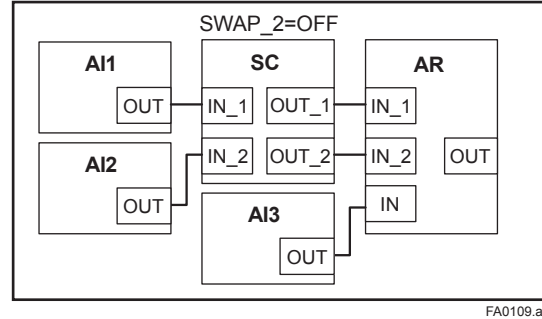 SWAP_2=OFF
AI1
SC
AR
OUT
IN_1
OUT_1
IN_1
AI2
IN_2
OUT_2
IN_2
OUT
OUT
AI3
IN
OUT
FA0109.a